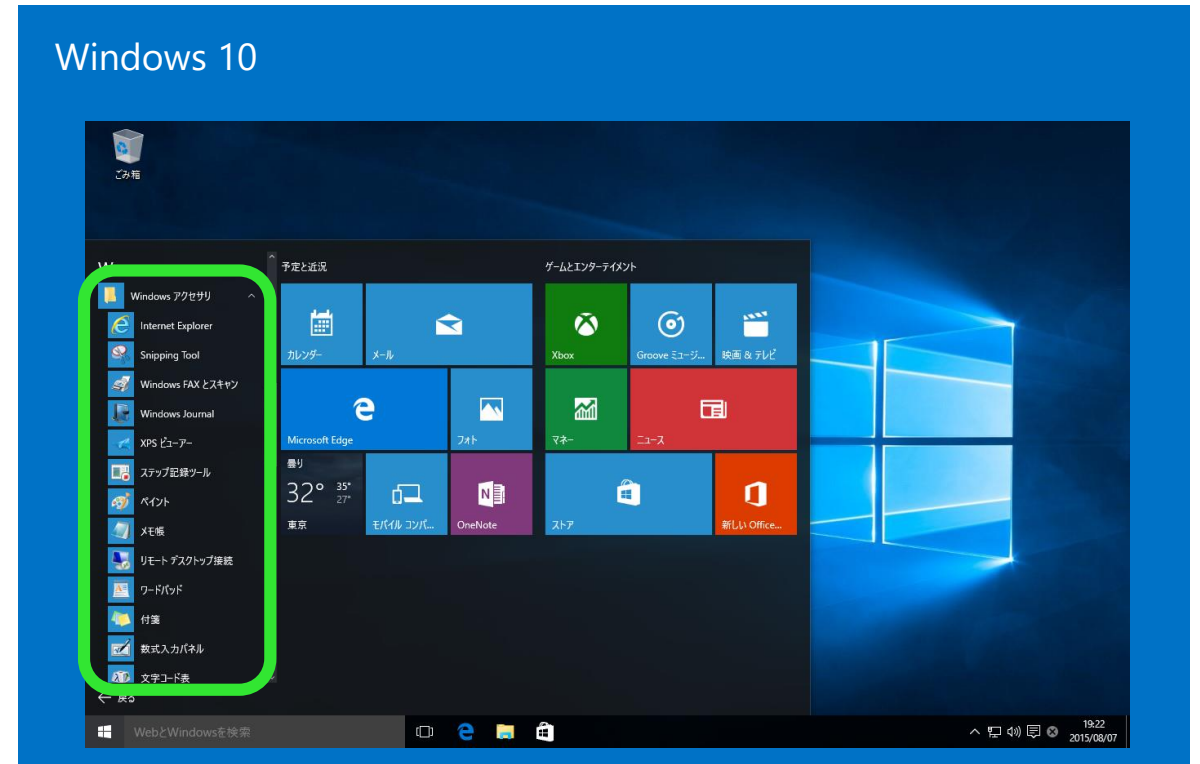 Windows 10
ごみ箱
Windows アクセサリ
Internet Explorer
Snipping Tool
Windows FAX とスキャン
Windows Journal
XPS ビューアー
ステップ記録ツール
ペイント
メモ帳
リモート デスクトップ接続
ワードパッド
付箋
数式入力パネル
文字コード表
戻る
予定と近況
カレンダー
メール
Microsoft Edge
フォト
曇り
32° 35°
27°
東京
モバイル コンパ...
OneNote
ゲームとエンターテイメント
Xbox
Groove ミュージ...
映画 & テレビ
マネー
ニュース
ストア
新しい Office...
WebとWindowsを検索
19:22
2015/08/07